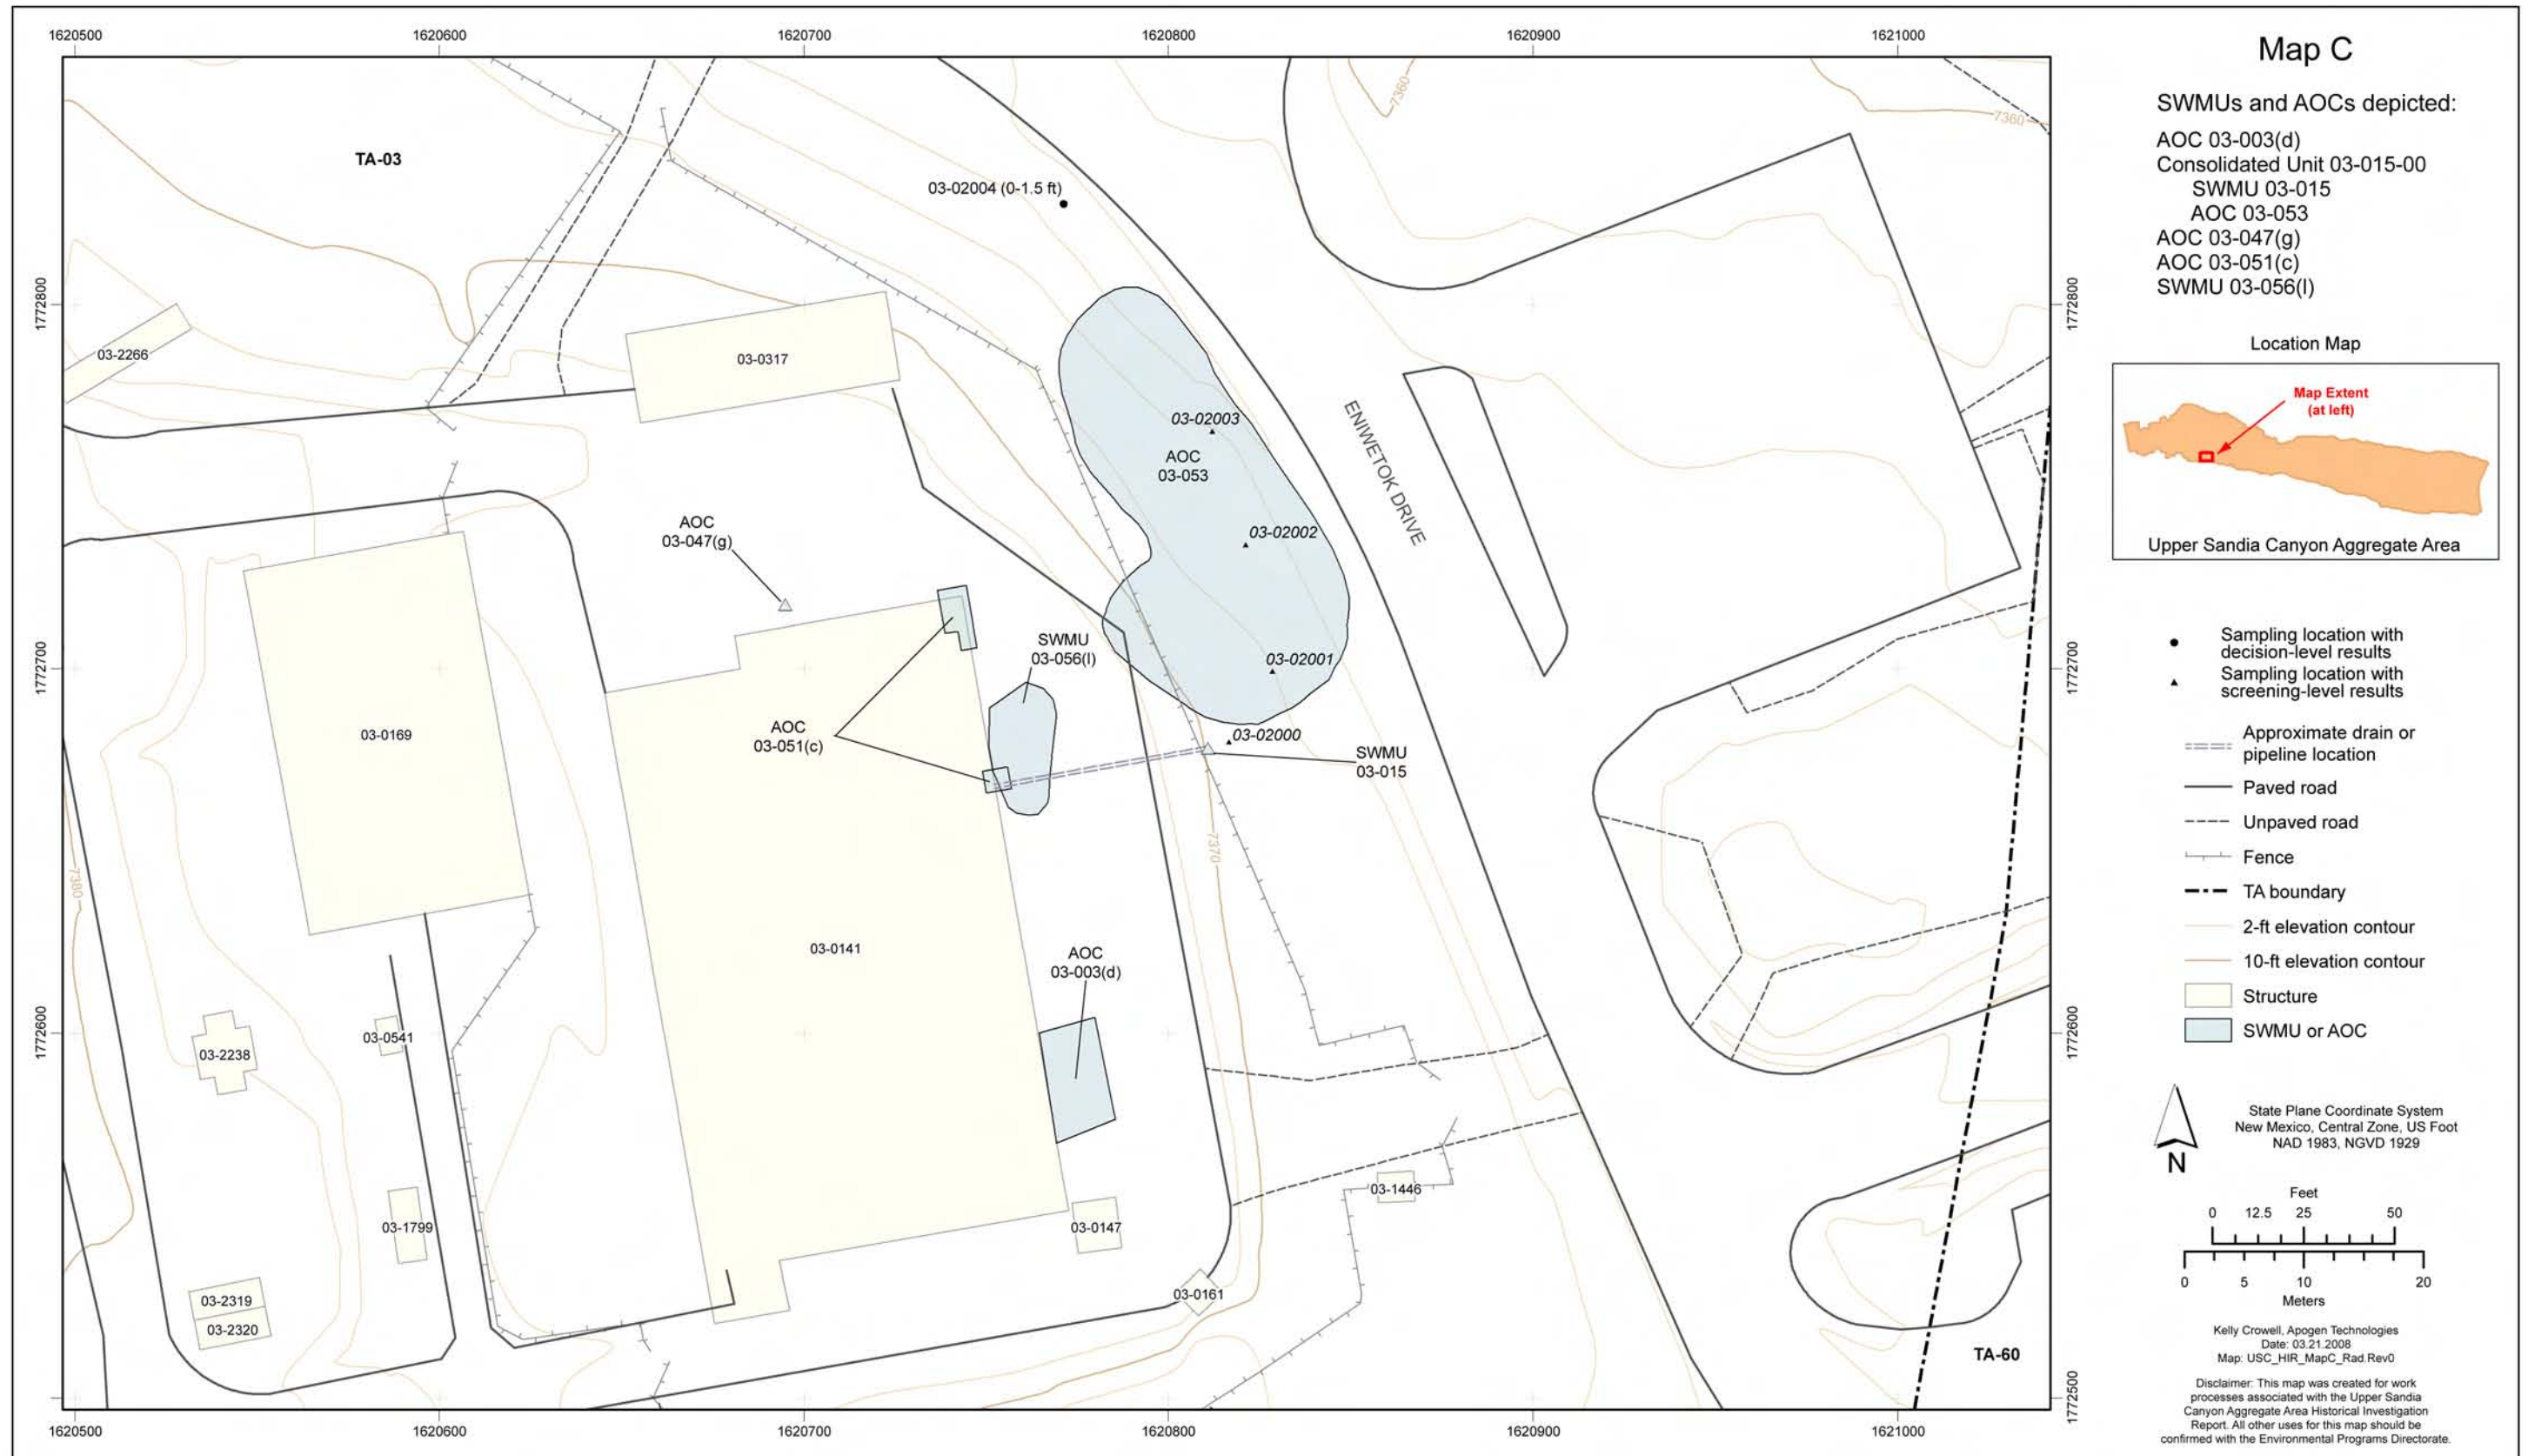 1620500
1620600
1620700
1620800
1620900
1621000
Map C
SWMUs and AOCs depicted:
AOC 03-003(d)
Consolidated Unit 03-015-00
SWMU 03-015
AOC 03-053
AOC 03-047(g)
AOC 03-051(c)
SWMU 03-056(l)
Location Map
Map Extent
(at left)
Upper Sandia Canyon Aggregate Area
Sampling location with
decision-level results
Sampling location with
screening-level results
Approximate drain or
pipeline location
Paved road
Unpaved road
Fence
TA boundary
2-ft elevation contour
10-ft elevation contour
Structure
SWMU or AOC
N
State Plane Coordinate System
New Mexico, Central Zone, US Foot
NAD 1983, NGVD 1929
Feet
0 12.5 25 50
0 5 10 20
Meters
Kelly Crowell, Apogen Technologies
Date: 03.21.2008
Map: USC_HIR_MapC_Rad.Rev0
Disclaimer: This map was created for work
processes associated with the Upper Sandia
Canyon Aggregate Area Historical Investigation
Report. All other uses for this map should be
confirmed with the Environmental Programs Directorate.
7360
7360
TA-03
03-02004 (0-1.5 ft)
1772800
1772800
03-2266
03-0317
03-02003
AOC
03-053
ENIWETOK DRIVE
AOC
03-047(g)
03-02002
SWMU
03-056(l)
03-02001
1772700
1772700
03-0169
AOC
03-051(c)
03-02000
SWMU
03-015
7370
7380
03-0141
AOC
03-003(d)
1772600
1772600
03-2238
03-0541
03-1446
03-1799
03-0147
03-2319
03-0161
03-2320
TA-60
1772500
1772500
1620500
1620600
1620700
1620800
1620900
1621000